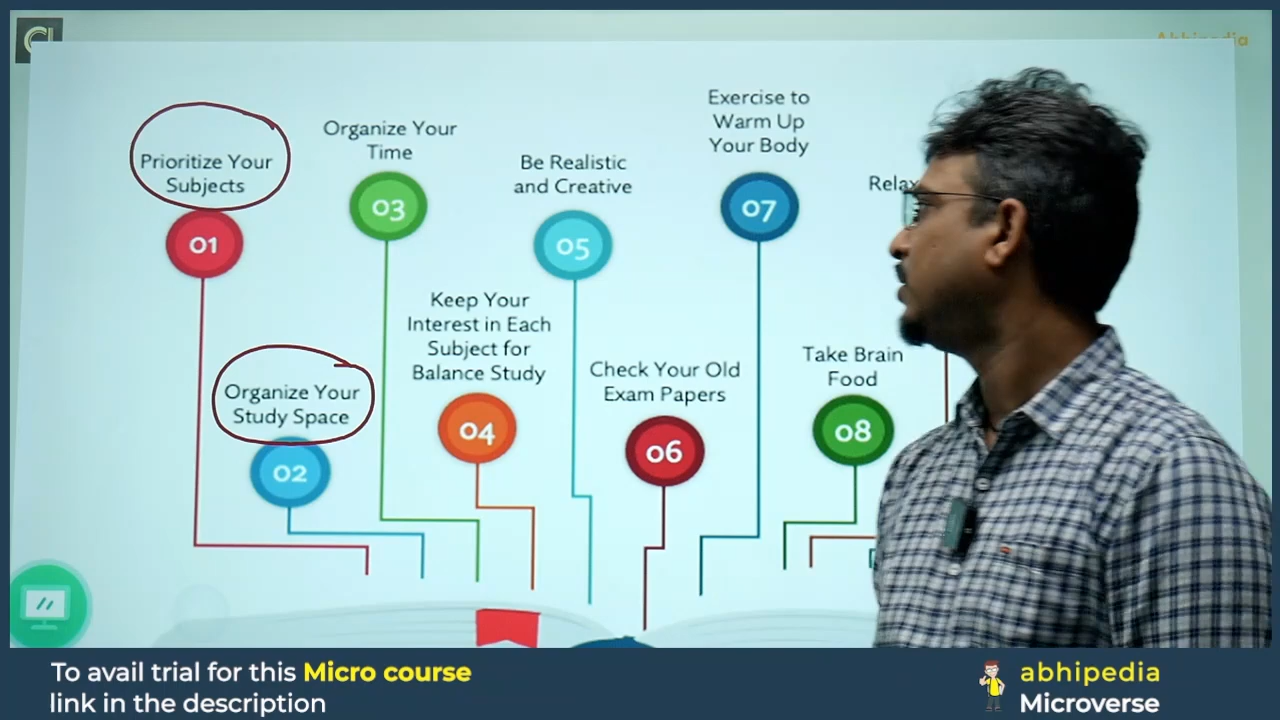 Prioritize Your
Subjects
01
Organize Your
Study Space
02
Organize Your
Time
03
Keep Your
Interest in Each
Subject for
Balance Study
04
Be Realistic
and Creative
05
Check Your Old
Exam Papers
06
Exercise to
Warm Up
Your Body
07
Take Brain
Food
08
To avail trial for this Micro course
link in the description
abhipedia
Microverse